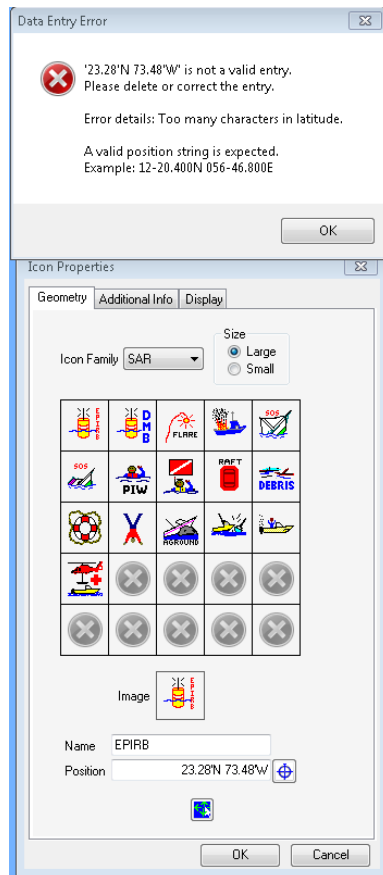 Data Entry Error
'23.28'N 73.48'W' is not a valid entry.
Please delete or correct the entry.
Error details: Too many characters in latitude.
A valid position string is expected.
Example: 12-20.400N 056-46.800E
OK
Icon Properties
Geometry Additional Info Display
Size
Icon Family SAR
Large
Small
EPIRB DMB FLARE SOS
SOS PIW RAFT DEBRIS
AGROUND
Image EPIRB
Name EPIRB
Position 23.28'N 73.48'W
OK Cancel